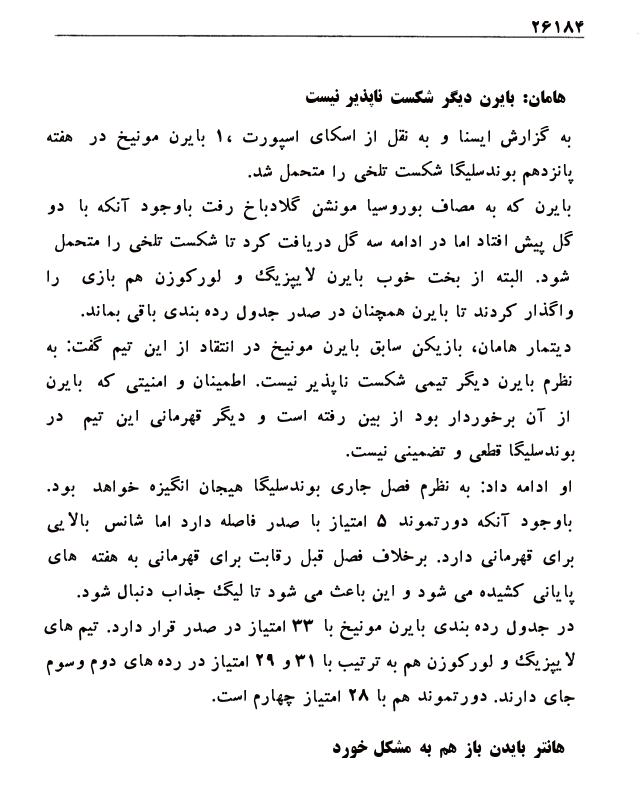 ۲۶۱۸۴
هامان: بایرن دیگر شکست ناپذیر نیست
به گزارش ایسنا و به نقل از اسکای اسپورت ،۱ بایرن مونیخ در هفته
پانزدهم بوندسلیگا شکست تلخی را متحمل شد.
بایرن که به مصاف بوروسیا مونشن گلادباخ رفت باوجود آنکه با دو
گل پیش افتاد اما در ادامه سه گل دریافت کرد تا شکست تلخی را متحمل
شود. البته از بخت خوب بایرن لایپزیگ و لورکوزن هم بازی را
واگذار کردند تا بایرن همچنان در صدر جدول رده بندی باقی بماند.
دیتمار هامان، بازیکن سابق بایرن مونیخ در انتقاد از این تیم گفت: به
نظرم بایرن دیگر تیمی شکست ناپذیر نیست. اطمینان و امنیتی که بایرن
از آن برخوردار بود از بین رفته است و دیگر قهرمانی این تیم در
بوندسلیگا قطعی و تضمینی نیست.
او ادامه داد: به نظرم فصل جاری بوندسلیگا هیجان انگیزه خواهد بود.
باوجود آنکه دورتموند ۵ امتیاز با صدر فاصله دارد اما شانس بالایی
برای قهرمانی دارد. برخلاف فصل قبل رقابت برای قهرمانی به هفته های
پایانی کشیده می شود و این باعث می شود تا لیگ جذاب دنبال شود.
در جدول رده بندی بایرن مونیخ با ۳۳ امتیاز در صدر قرار دارد. تیم های
لایپزیگ و لورکوزن هم به ترتیب با ۳۱ و ۲۹ امتیاز در رده های دوم وسوم
جای دارند. دورتموند هم با ۲۸ امتیاز چهارم است.
هانتر بایدن باز هم به مشکل خورد